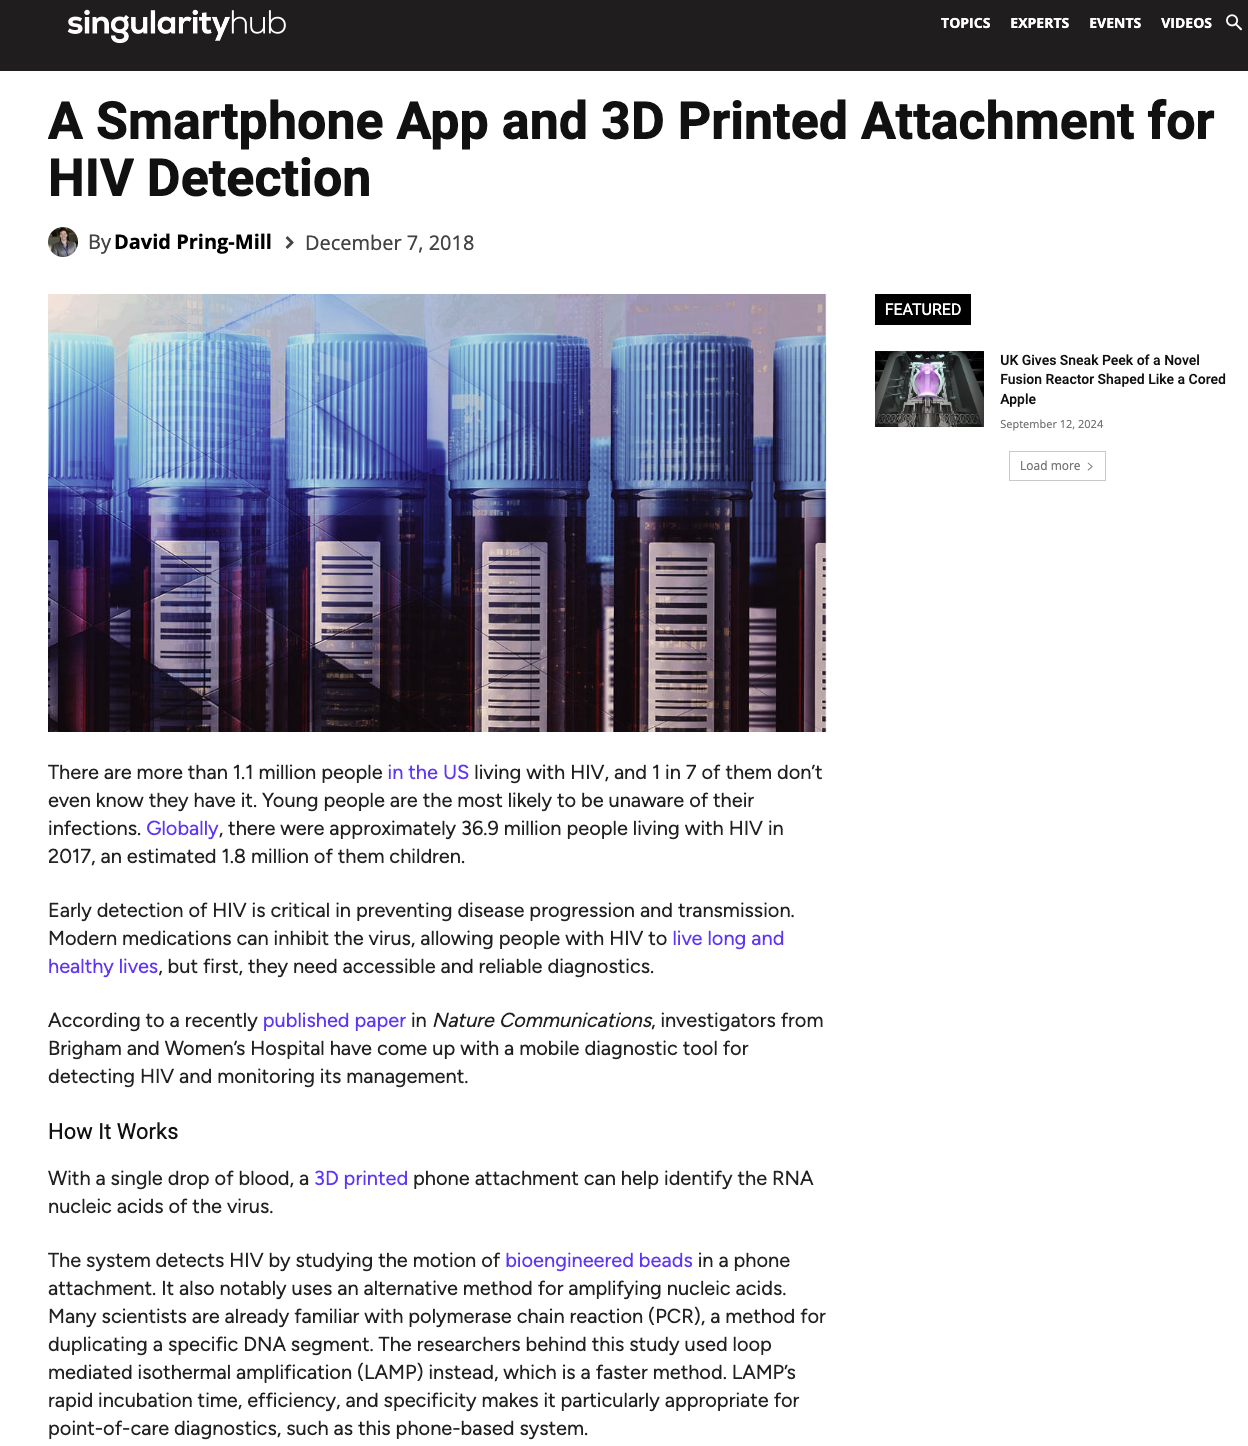 singularityhub
TOPICS EXPERTS EVENTS VIDEOS
A Smartphone App and 3D Printed Attachment for
HIV Detection
By David Pring-Mill > December 7, 2018
FEATURED
UK Gives Sneak Peek of a Novel
Fusion Reactor Shaped Like a Cored
Apple
September 12, 2024
Load more >
There are more than 1.1 million people in the US living with HIV, and 1 in 7 of them don’t
even know they have it. Young people are the most likely to be unaware of their
infections. Globally, there were approximately 36.9 million people living with HIV in
2017, an estimated 1.8 million of them children.
Early detection of HIV is critical in preventing disease progression and transmission.
Modern medications can inhibit the virus, allowing people with HIV to live long and
healthy lives, but first, they need accessible and reliable diagnostics.
According to a recently published paper in Nature Communications, investigators from
Brigham and Women’s Hospital have come up with a mobile diagnostic tool for
detecting HIV and monitoring its management.
How It Works
With a single drop of blood, a 3D printed phone attachment can help identify the RNA
nucleic acids of the virus.
The system detects HIV by studying the motion of bioengineered beads in a phone
attachment. It also notably uses an alternative method for amplifying nucleic acids.
Many scientists are already familiar with polymerase chain reaction (PCR), a method for
duplicating a specific DNA segment. The researchers behind this study used loop
mediated isothermal amplification (LAMP) instead, which is a faster method. LAMP’s
rapid incubation time, efficiency, and specificity makes it particularly appropriate for
point-of-care diagnostics, such as this phone-based system.